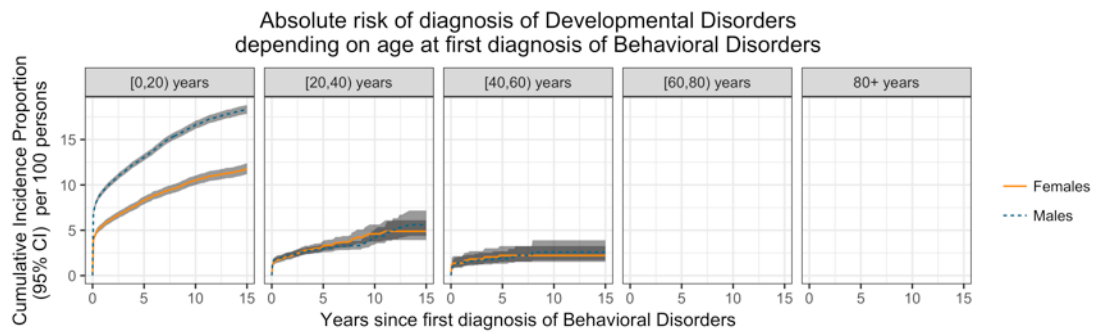 Absolute risk of diagnosis of Developmental Disorders
depending on age at first diagnosis of Behavioral Disorders
Cumulative Incidence Proportion
(95% CI)  per 100 persons
[0,20) years
[20,40) years
[40,60) years
[60,80) years
80+ years
15
10
5
0
0 5 10 15
0 5 10 15
0 5 10 15
0 5 10 15
0 5 10 15
Years since first diagnosis of Behavioral Disorders
Females
Males